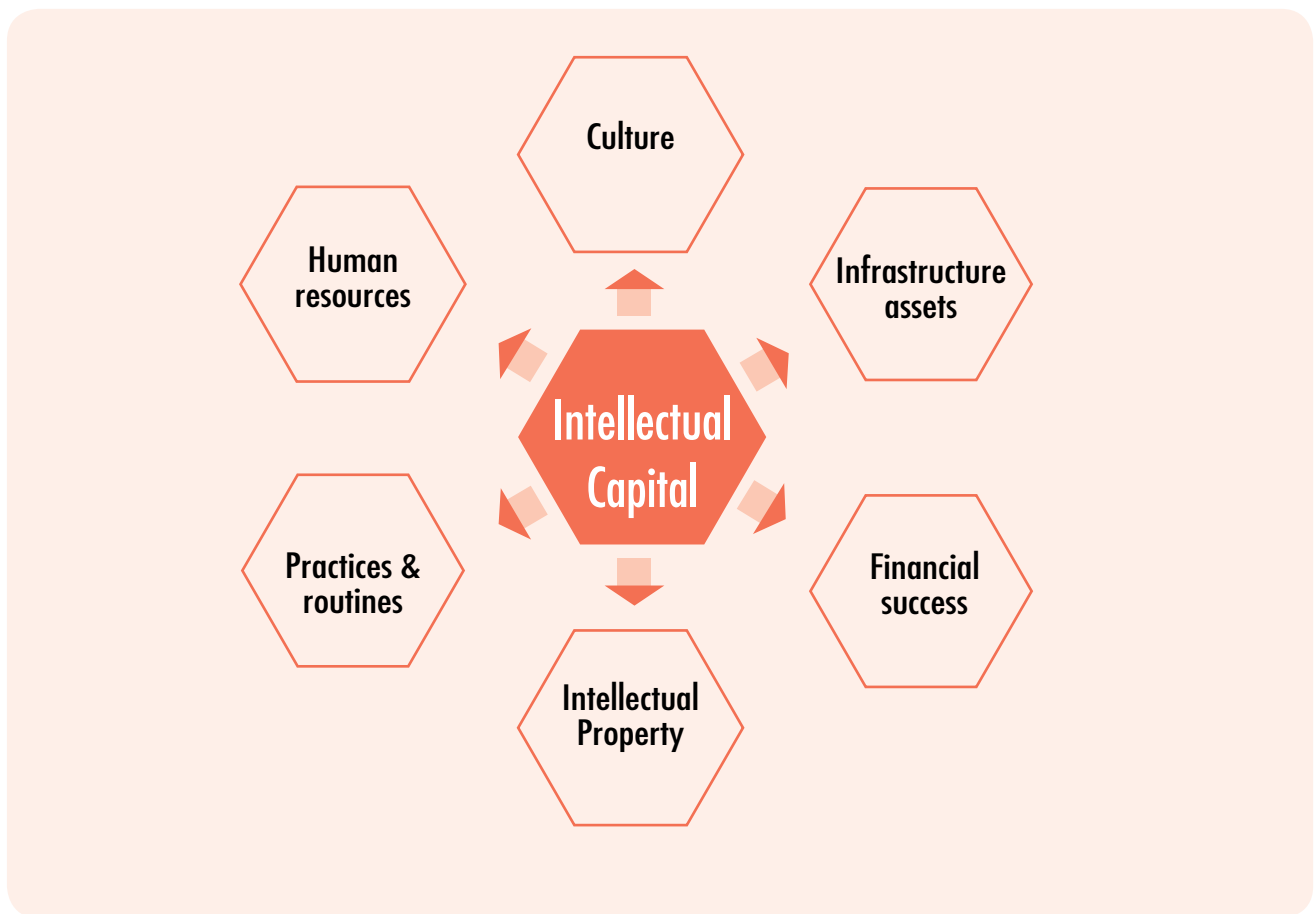 Culture
Human
resources
Infrastructure
assets
Intellectual
Capital
Practices &
routines
Financial
success
Intellectual
Property